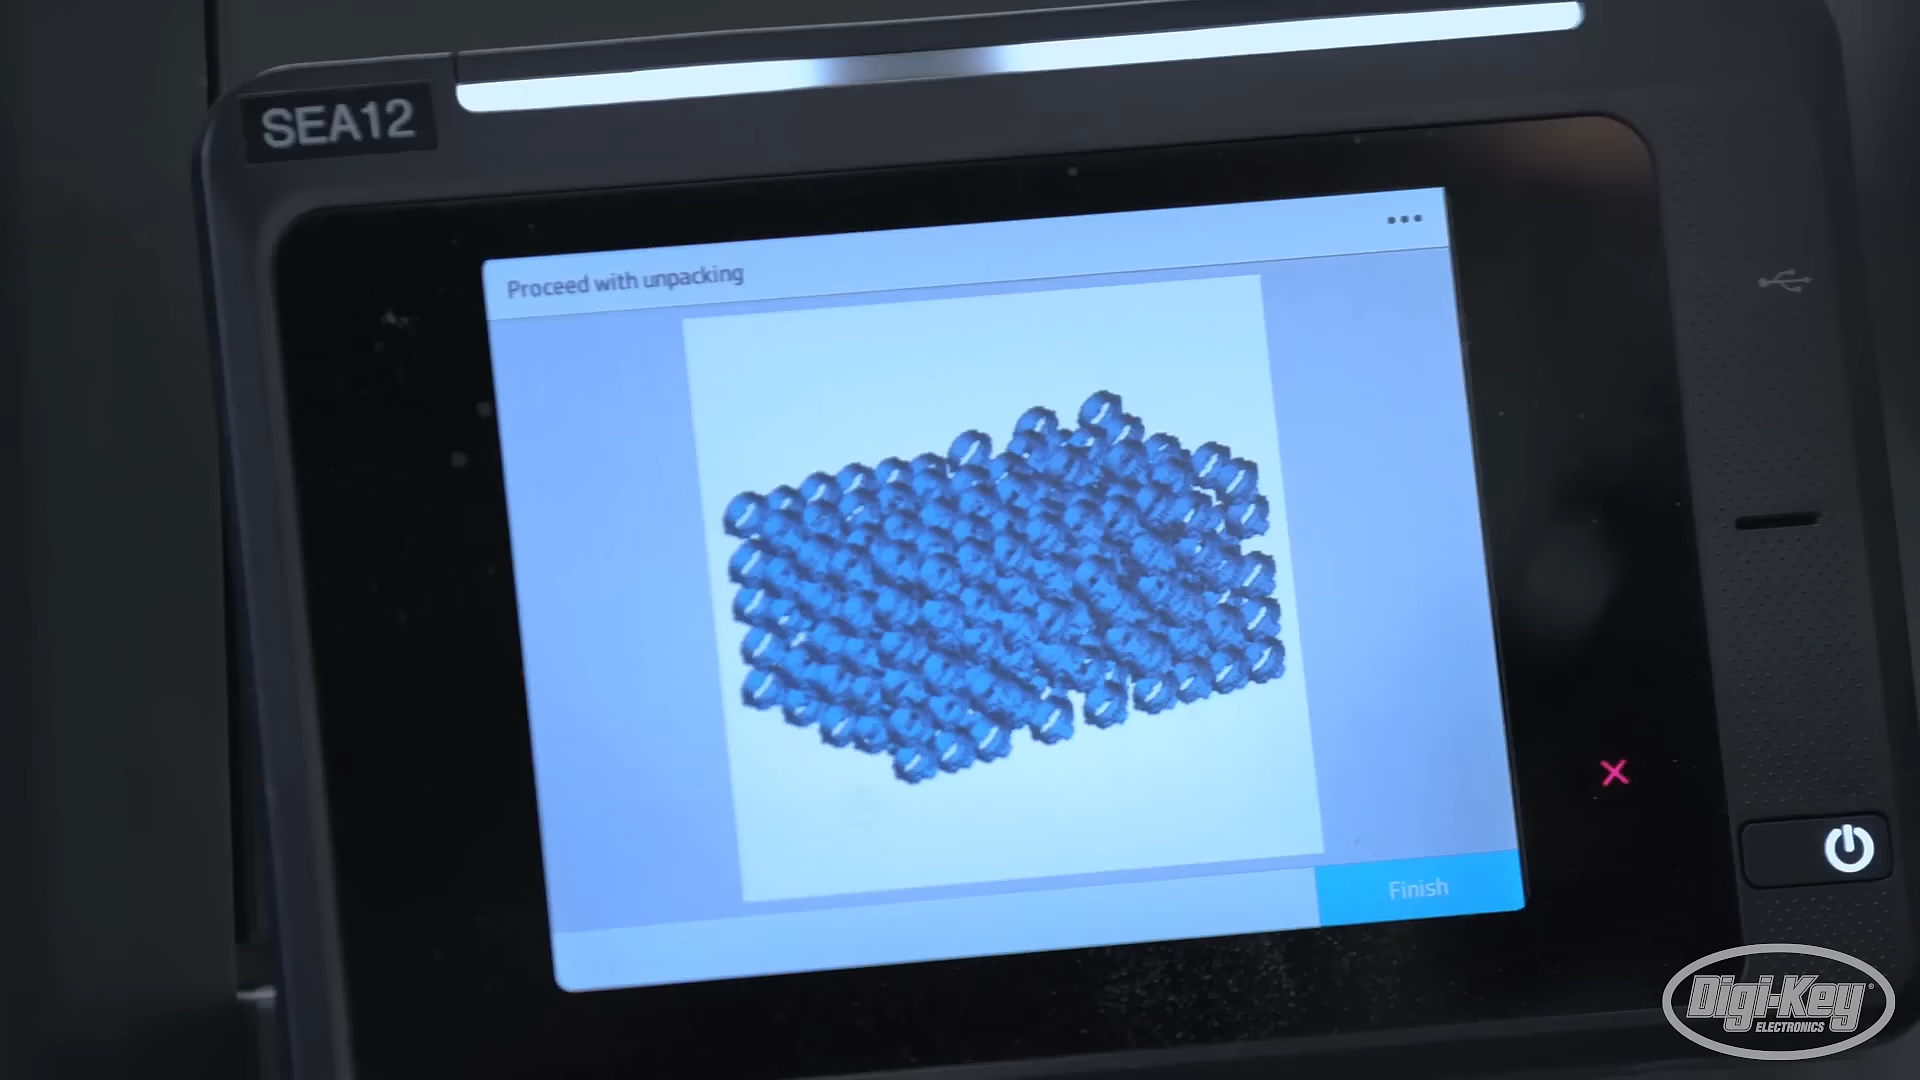 SEA12
Proceed with unpacking
Finish
Digi-Key
ELECTRONICS